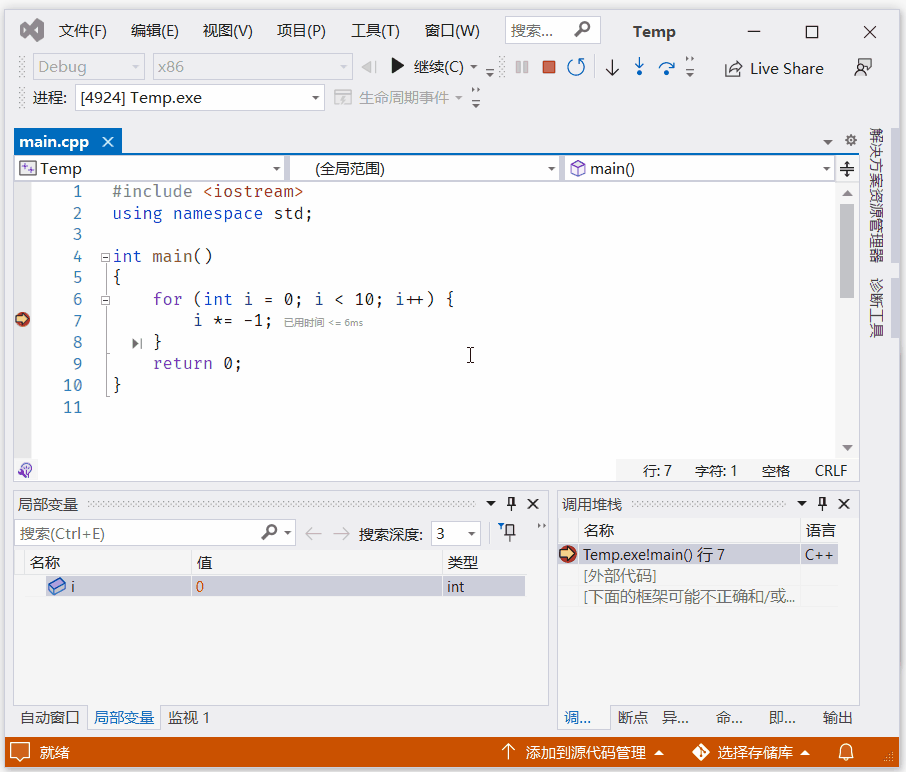 文件(F) 编辑(E) 视图(V) 项目(P) 工具(T) 窗口(W) 搜索... Temp
Debug x86 继续(C) Live Share
进程: [4924] Temp.exe 生命周期事件
main.cpp
Temp (全局范围) main()
1 #include <iostream>
2 using namespace std;
3
4 int main()
5 {
6 for (int i = 0; i < 10; i++) {
7 i *= -1; 已用时间 <= 6ms
8 }
9 return 0;
10 }
11
解决方案资源管理器
诊断工具
行: 7 字符: 1 空格 CRLF
局部变量
搜索(Ctrl+E) 搜索深度: 3
名称 值 类型
i 0 int
自动窗口 局部变量 监视 1
调用堆栈
名称 语言
Temp.exe!main() 行 7 C++
[外部代码]
[下面的框架可能不正确和/或...
调... 断点 异... 命... 即... 输出
就绪 添加到源代码管理 选择存储库